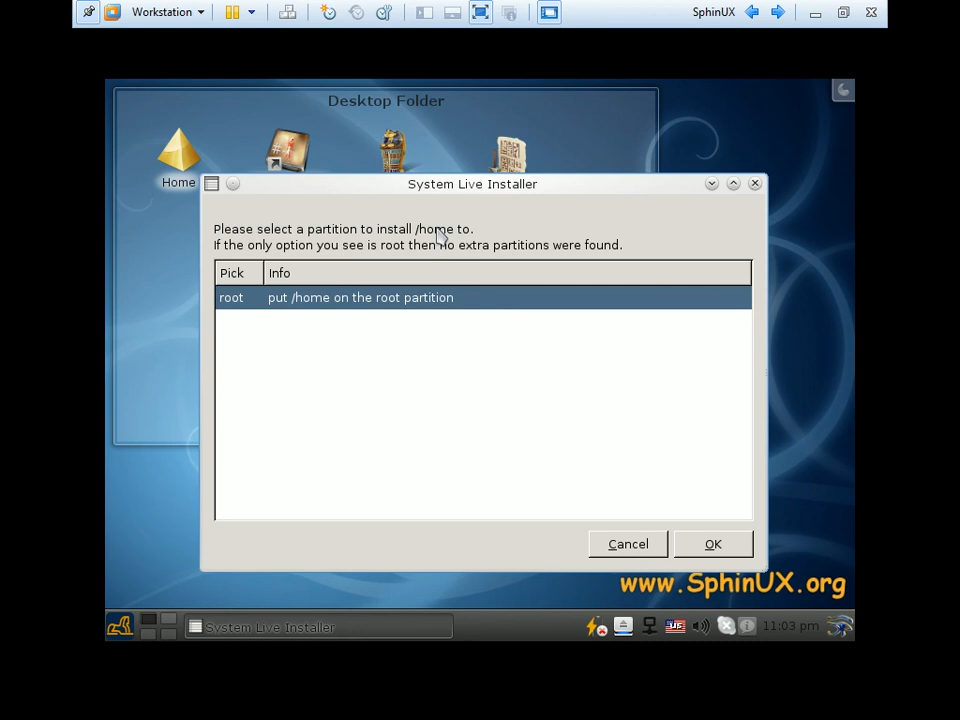 Workstation
SphinUX
Desktop Folder
Home
System Live Installer
Please select a partition to install /home to.
If the only option you see is root then no extra partitions were found.
Pick Info
root put /home on the root partition
Cancel OK
www.SphinUX.org
System Live Installer
US
11:03 pm